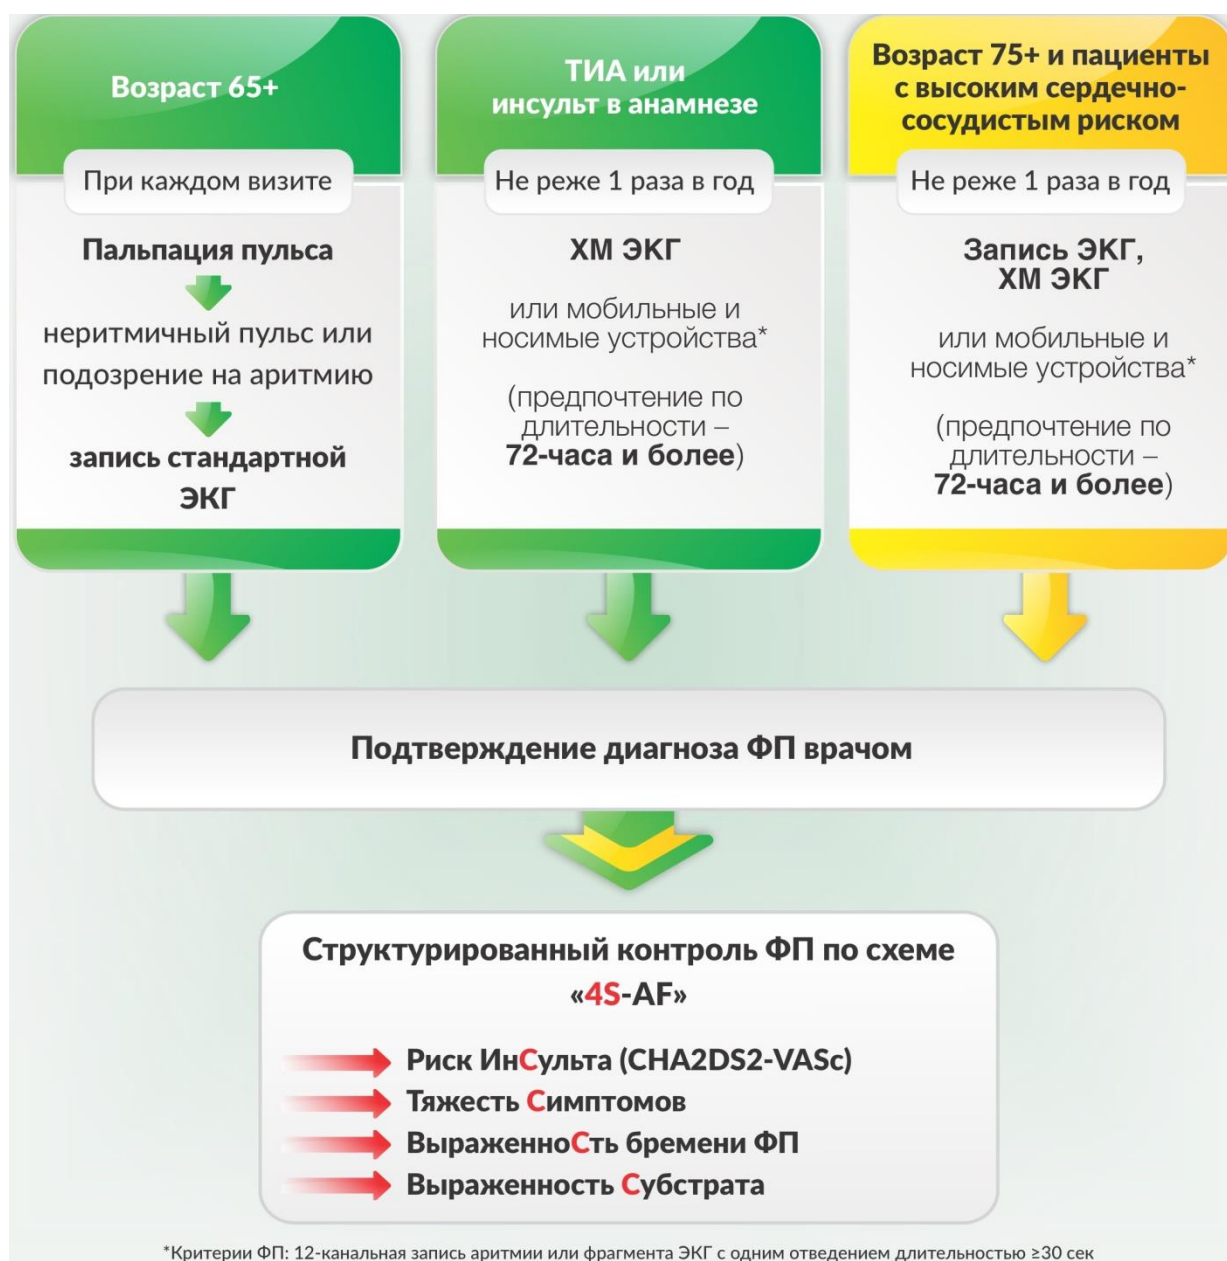 Возраст 65+
При каждом визите
Пальпация пульса
неритмичный пульс или
подозрение на аритмию
запись стандартной
ЭКГ
ТИА или
инсульт в анамнезе
Не реже 1 раза в год
ХМ ЭКГ
или мобильные и
носимые устройства*
(предпочтение по
длительности –
72-часа и более)
Возраст 75+ и пациенты
с высоким сердечно-
сосудистым риском
Не реже 1 раза в год
Запись ЭКГ,
ХМ ЭКГ
или мобильные и
носимые устройства*
(предпочтение по
длительности –
72-часа и более)
Подтверждение диагноза ФП врачом
Структурированный контроль ФП по схеме
«4S-AF»
Риск ИнСульта (CHA2DS2-VASc)
Тяжесть Симптомов
ВыраженноСть бремени ФП
Выраженность Субстрата
*Критерии ФП: 12-канальная запись аритмии или фрагмента ЭКГ с одним отведением длительностью ≥30 сек